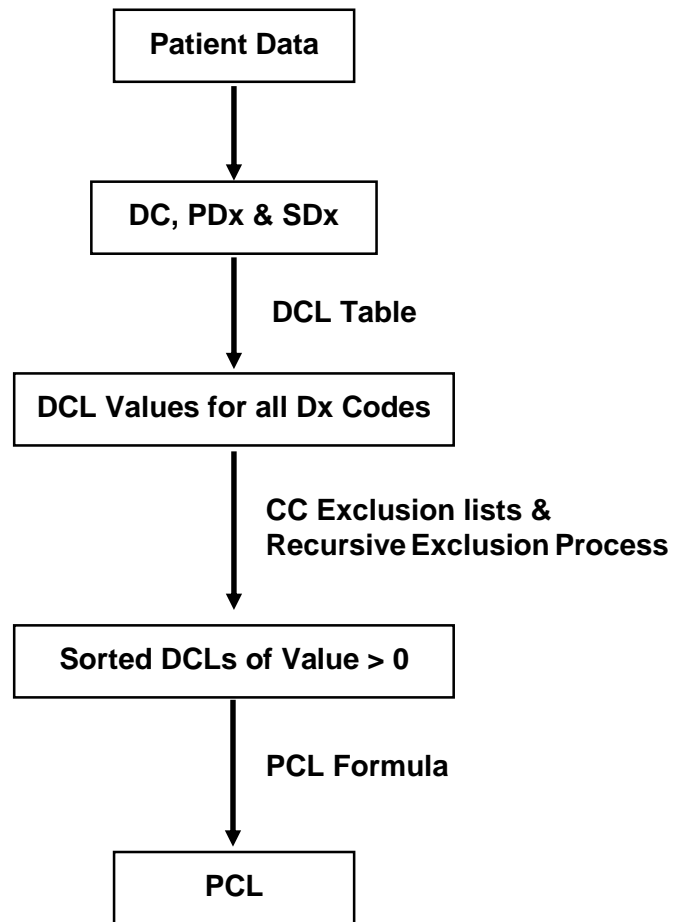 Patient Data
DC, PDx & SDx
DCL Table
DCL Values for all Dx Codes
CC Exclusion lists &
Recursive Exclusion Process
Sorted DCLs of Value > 0
PCL Formula
PCL